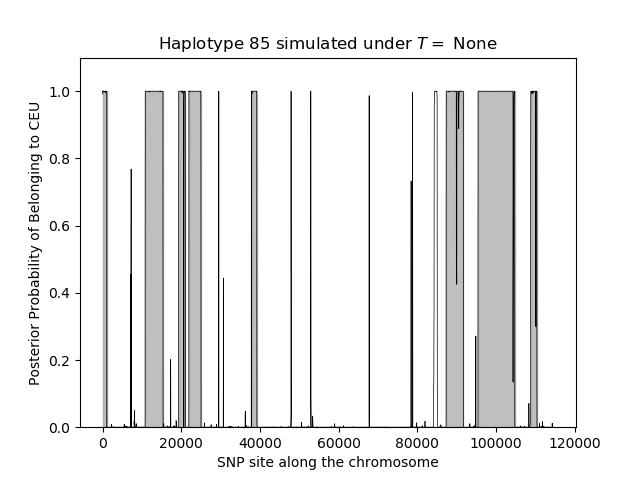 Haplotype 85 simulated under T = None
Posterior Probability of Belonging to CEU
1.0
0.8
0.6
0.4
0.2
0.0
0 20000 40000 60000 80000 100000 120000
SNP site along the chromosome